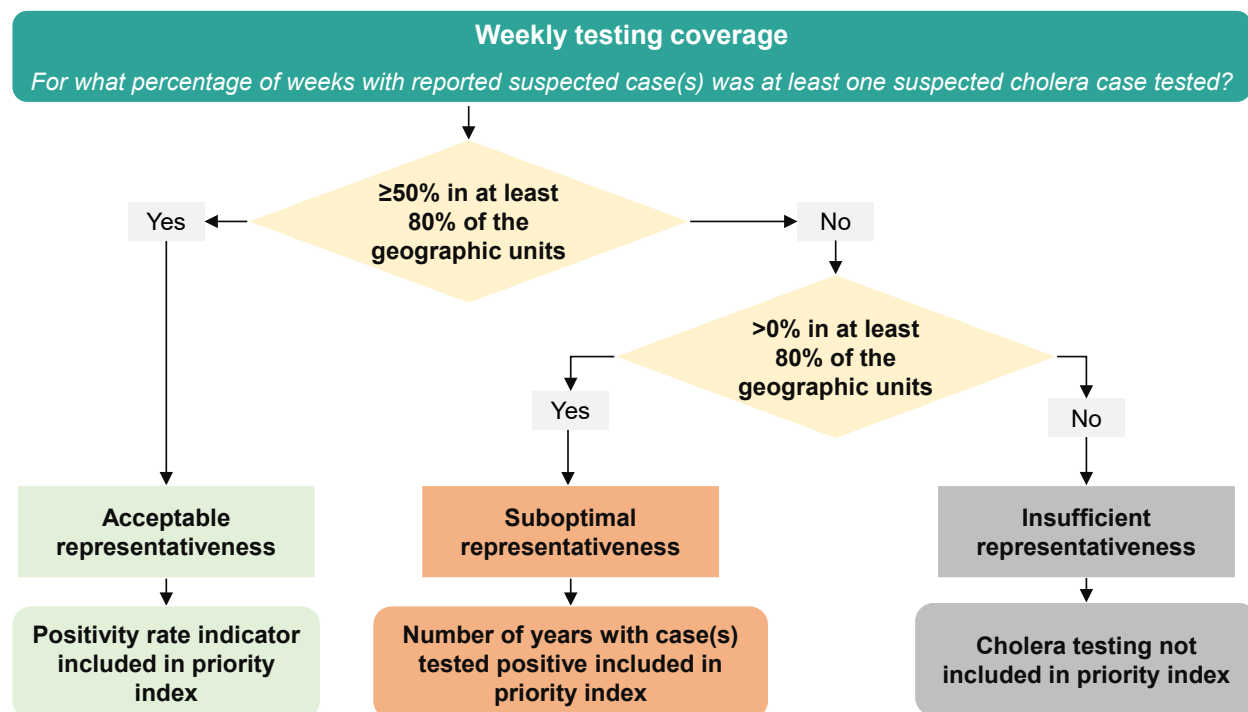 Weekly testing coverage
For what percentage of weeks with reported suspected case(s) was at least one suspected cholera case tested?
≥50% in at least
80% of the
geographic units
Yes
No
>0% in at least
80% of the
geographic units
Yes
No
Acceptable
representativeness
Suboptimal
representativeness
Insufficient
representativeness
Positivity rate indicator
included in priority
index
Number of years with case(s)
tested positive included in
priority index
Cholera testing not
included in priority index